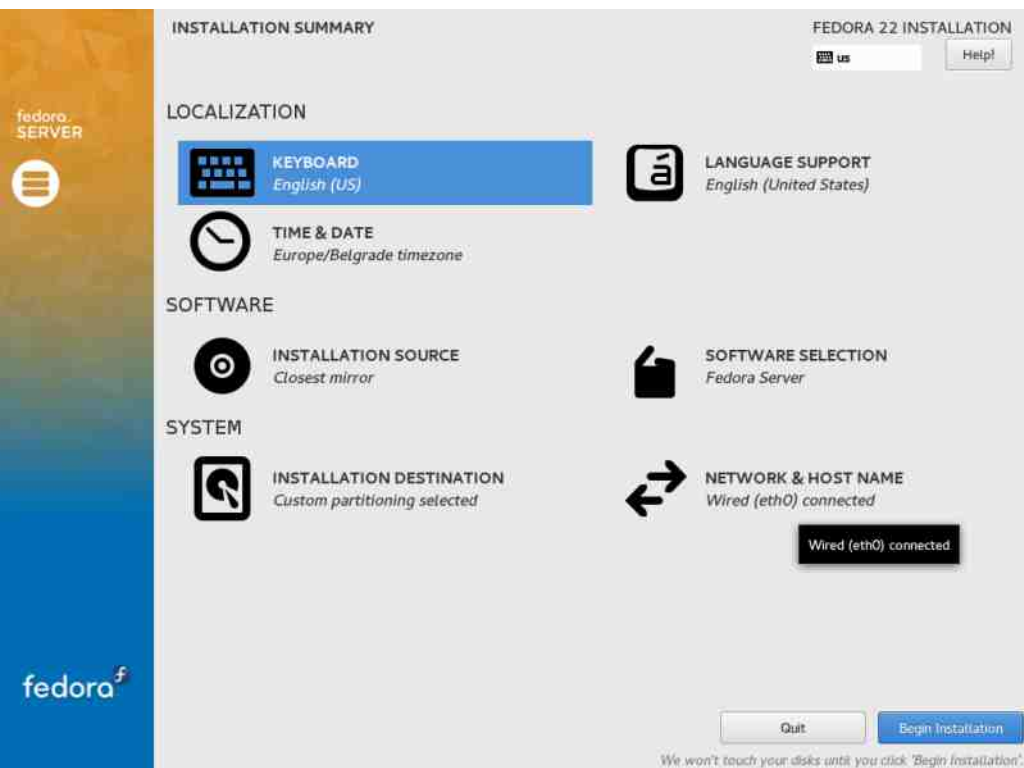 INSTALLATION SUMMARY
FEDORA 22 INSTALLATION
us
Help!
fedora
SERVER
LOCALIZATION
KEYBOARD
English (US)
LANGUAGE SUPPORT
English (United States)
TIME & DATE
Europe/Belgrade timezone
SOFTWARE
INSTALLATION SOURCE
Closest mirror
SOFTWARE SELECTION
Fedora Server
SYSTEM
INSTALLATION DESTINATION
Custom partitioning selected
NETWORK & HOST NAME
Wired (eth0) connected
Wired (eth0) connected
fedora
Quit
Begin Installation
We won't touch your disks until you click 'Begin Installation'.